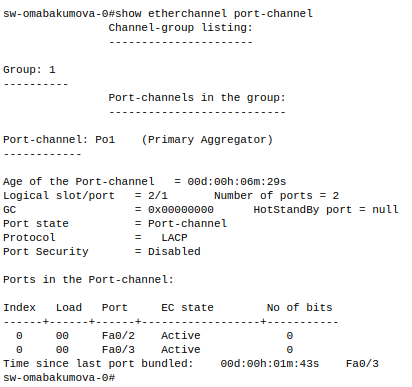 sw-omabakumova-0#show etherchannel port-channel
                Channel-group listing:
                ----------------------

Group: 1
----------
                Port-channels in the group:
                ---------------------------

Port-channel: Po1    (Primary Aggregator)
------------

Age of the Port-channel   = 00d:00h:06m:29s
Logical slot/port   = 2/1       Number of ports = 2
GC                  = 0x00000000      HotStandBy port = null
Port state          = Port-channel
Protocol            =   LACP
Port Security       = Disabled

Ports in the Port-channel:

Index   Load   Port     EC state        No of bits
------+------+------+------------------+-----------
  0     00     Fa0/2    Active             0
  0     00     Fa0/3    Active             0
Time since last port bundled:    00d:00h:01m:43s    Fa0/3
sw-omabakumova-0#